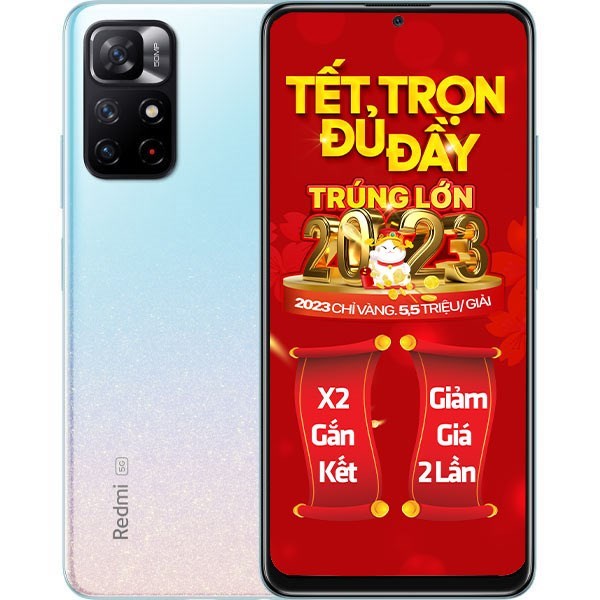 50MP
Redmi 5G
TẾT, TRỌN
ĐỦ ĐẦY
TRÚNG LỚN
2023
2023 CHỈ VÀNG. 5,5 TRIỆU/ GIẢI
X2
Gắn
Kết
Giảm
Giá
2 Lần